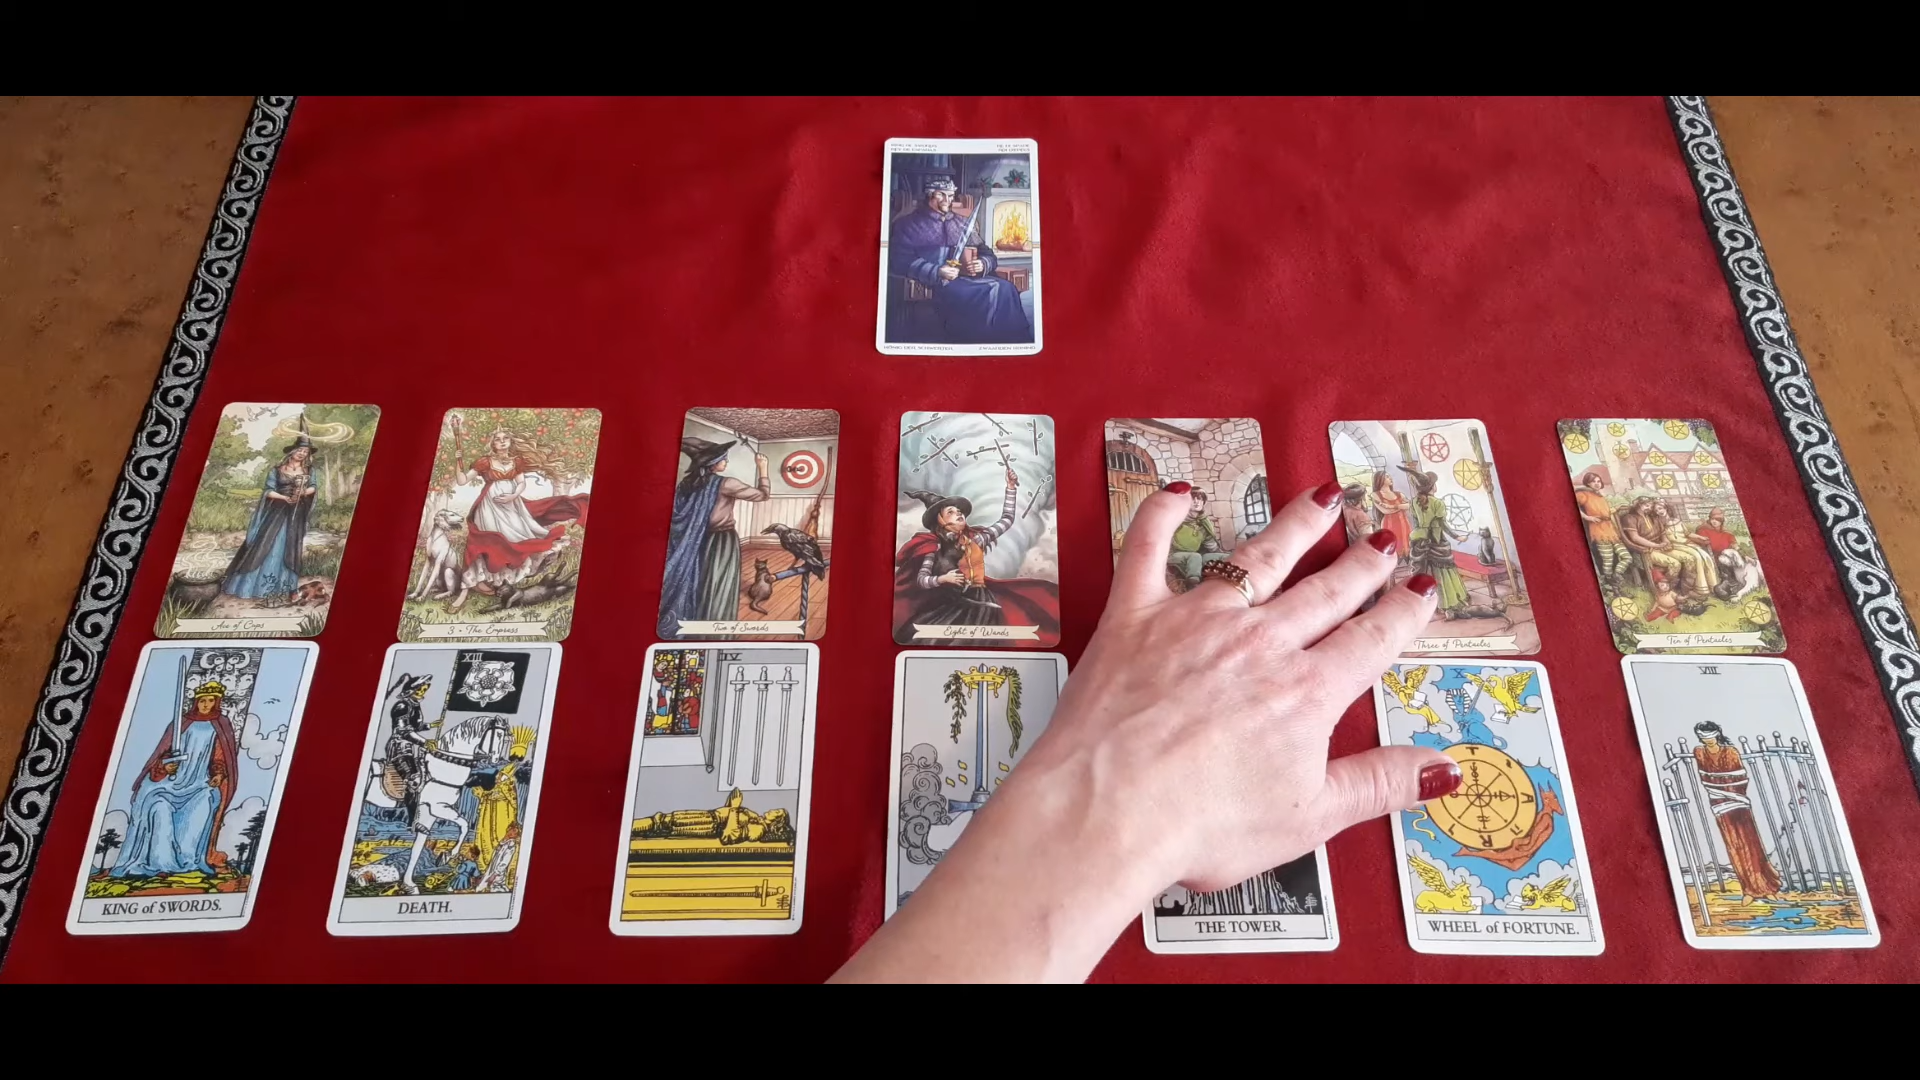 Ace of Cups
3 • The Empress
Two of Swords
Eight of Wands
Three of Pentacles
Ten of Pentacles
KING of SWORDS.
XIII
DEATH.
IV
THE TOWER.
X
WHEEL of FORTUNE.
VIII